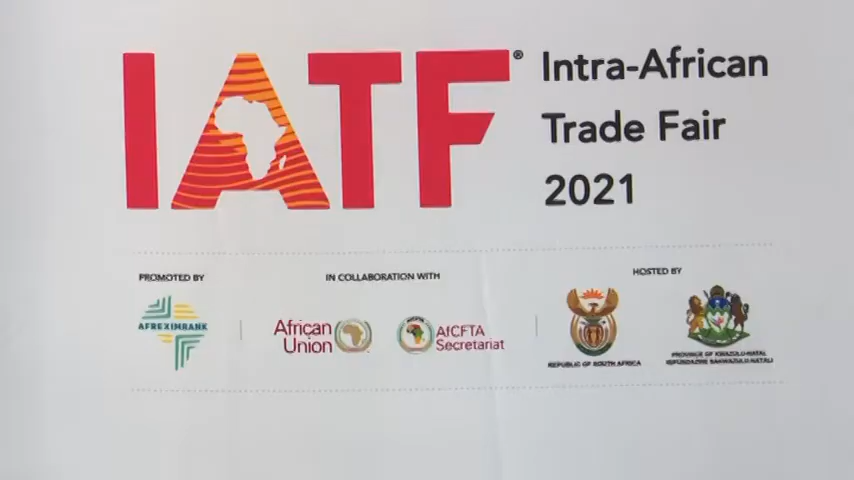 IATF®
Intra-African
Trade Fair
2021
PROMOTED BY
IN COLLABORATION WITH
HOSTED BY
AFREXIMBANK
African
Union
AfCFTA
Secretariat
REPUBLIC OF SOUTH AFRICA
PROVINCE OF KWAZULU-NATAL
ISIFUNDAZWE SAKWAZULU-NATALI